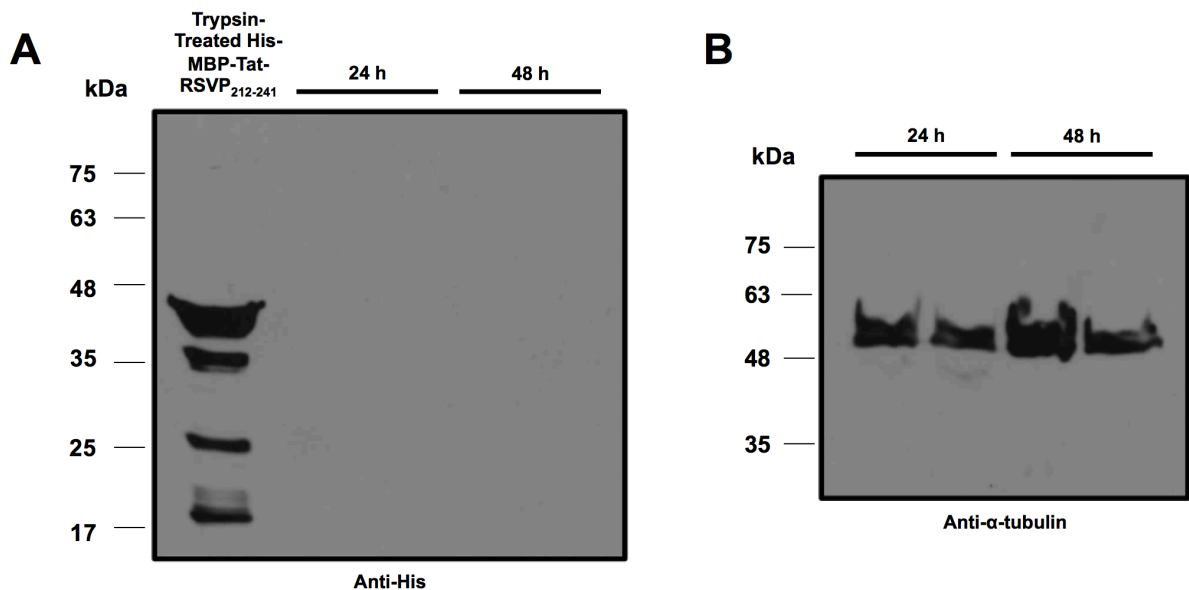 A
Trypsin-
Treated His-
MBP-Tat-
RSVP212-241
24 h
48 h
kDa
75
63
48
35
25
17
Anti-His
B
24 h
48 h
kDa
75
63
48
35
Anti-α-tubulin